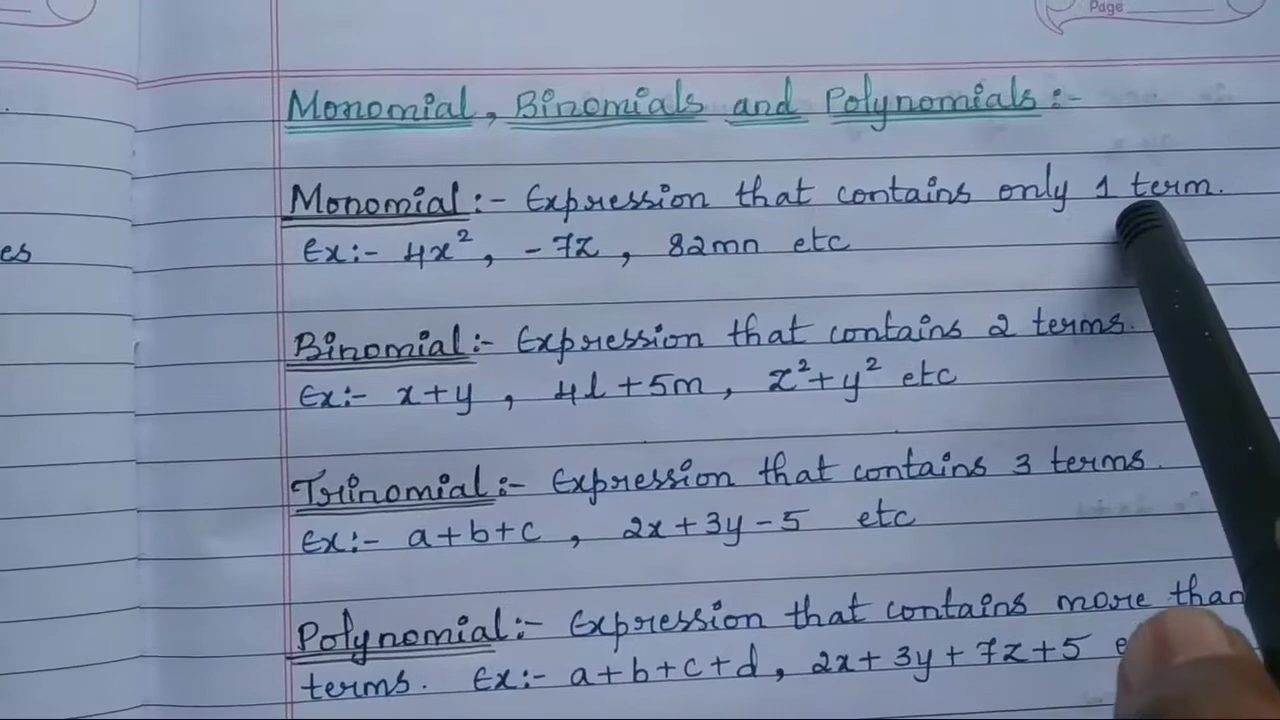 Page
Monomial, Binomials and Polynomials:-
Monomial:- Expression that contains only 1 term.
es
Ex:- 4x², -7z, 82mn etc
Binomial:- Expression that contains 2 terms.
Ex:- x+y, 4l+5m, z²+y² etc
Trinomial:- Expression that contains 3 terms.
Ex:- a+b+c, 2x+3y-5 etc
Polynomial:- Expression that contains more than
terms. Ex:- a+b+c+d, 2x+3y+7z+5